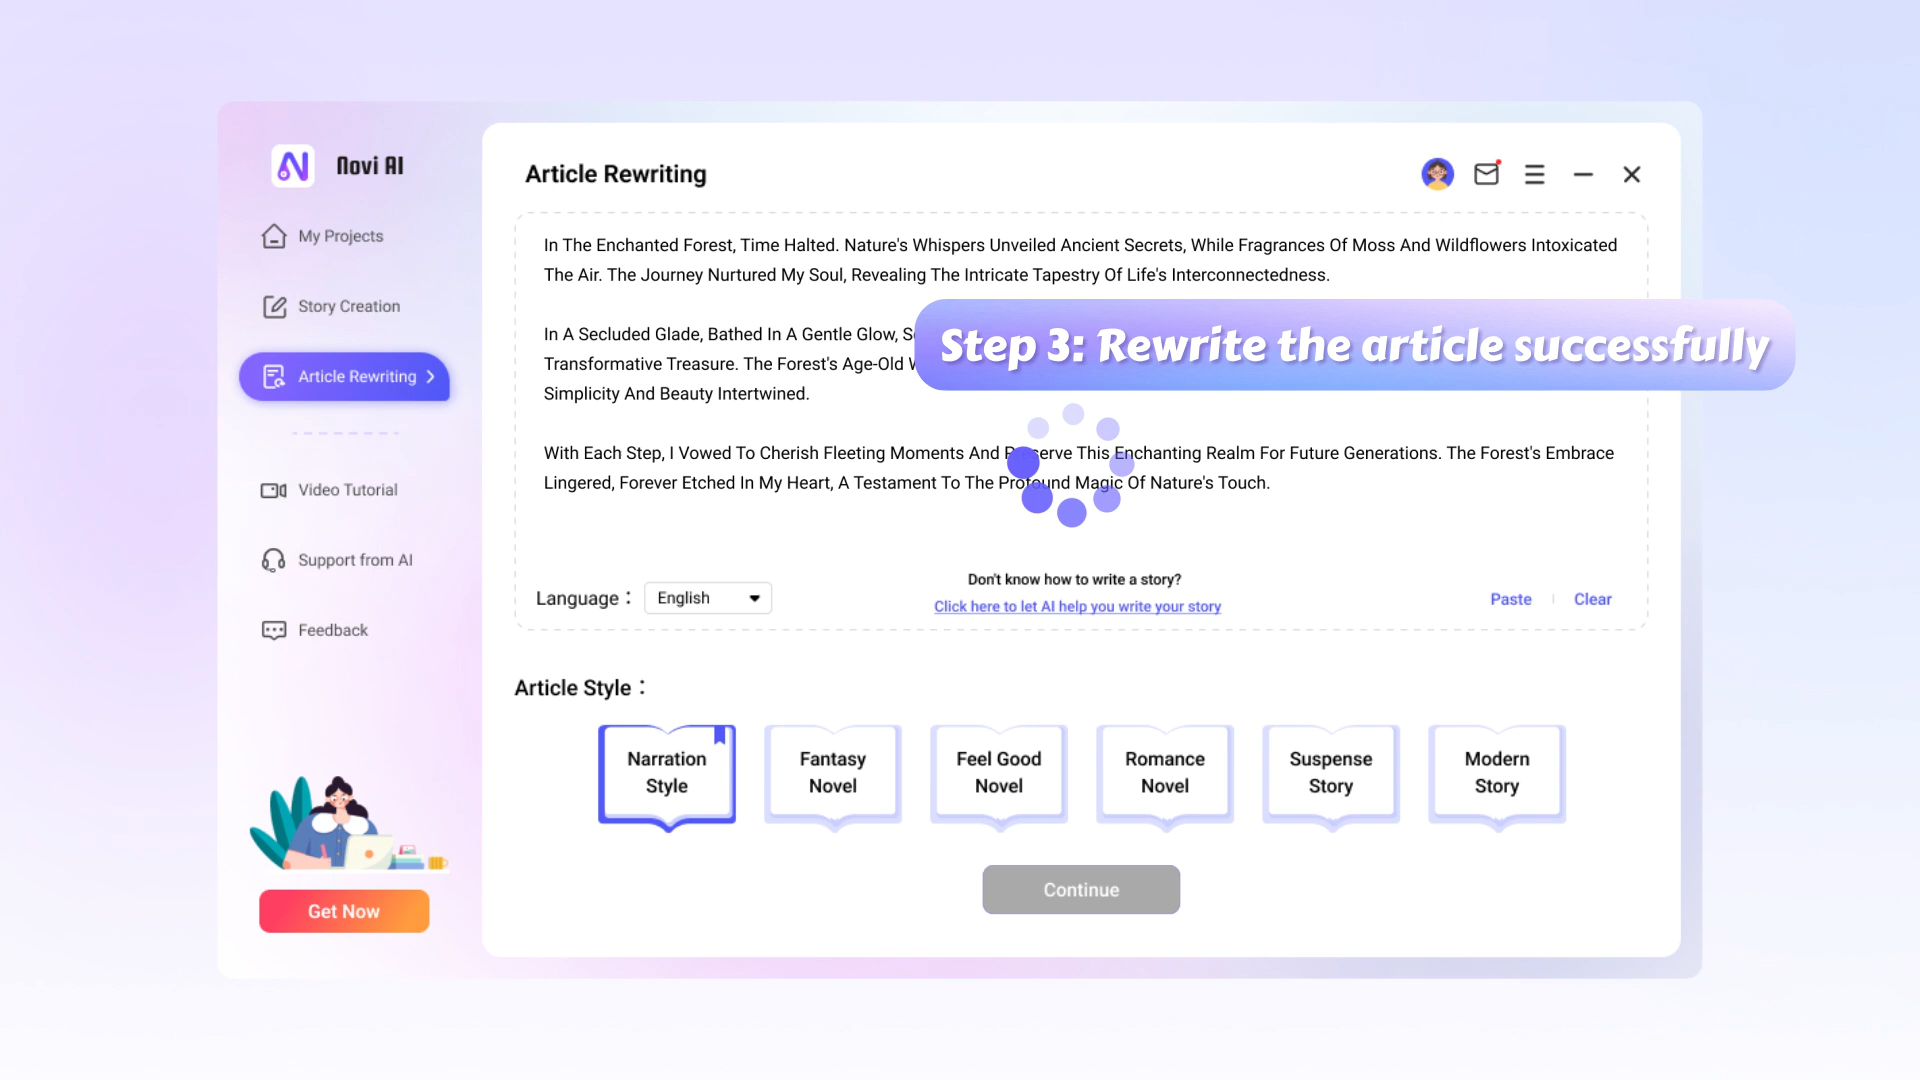 Novi AI
My Projects
Story Creation
Article Rewriting
Video Tutorial
Support from AI
Feedback
Get Now
Article Rewriting
In The Enchanted Forest, Time Halted. Nature's Whispers Unveiled Ancient Secrets, While Fragrances Of Moss And Wildflowers Intoxicated
The Air. The Journey Nurtured My Soul, Revealing The Intricate Tapestry Of Life's Interconnectedness.
In A Secluded Glade, Bathed In A Gentle Glow,
Step 3: Rewrite the article successfully
Transformative Treasure. The Forest's Age-Old
Simplicity And Beauty Intertwined.
With Each Step, I Vowed To Cherish Fleeting Moments And Preserve This Enchanting Realm For Future Generations. The Forest's Embrace
Lingered, Forever Etched In My Heart, A Testament To The Profound Magic Of Nature's Touch.
Language :
English
Don't know how to write a story?
Click here to let AI help you write your story
Paste
Clear
Article Style :
Narration
Style
Fantasy
Novel
Feel Good
Novel
Romance
Novel
Suspense
Story
Modern
Story
Continue